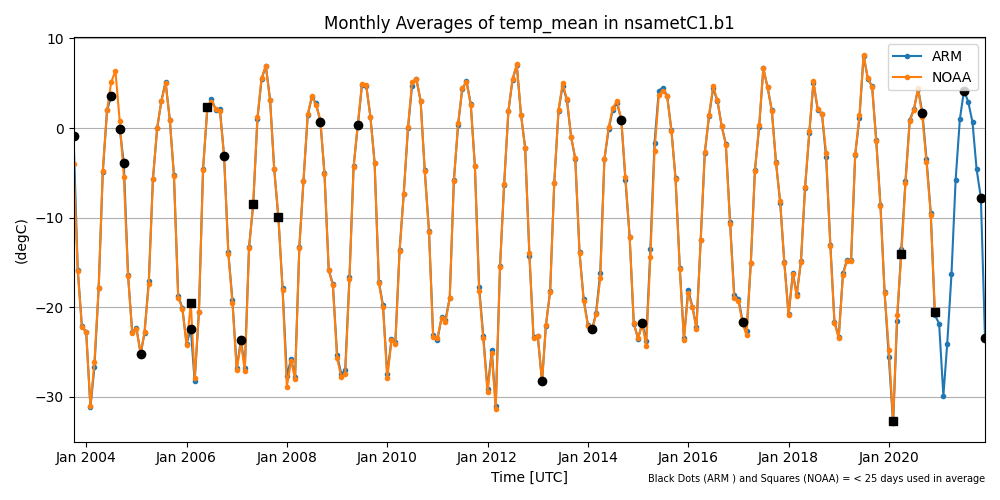 Monthly Averages of temp_mean in nsametC1.b1
ARM
NOAA
10
0
−10
−20
−30
(degC)
Jan 2004
Jan 2006
Jan 2008
Jan 2010
Jan 2012
Jan 2014
Jan 2016
Jan 2018
Jan 2020
Time [UTC]
Black Dots (ARM ) and Squares (NOAA) = < 25 days used in average